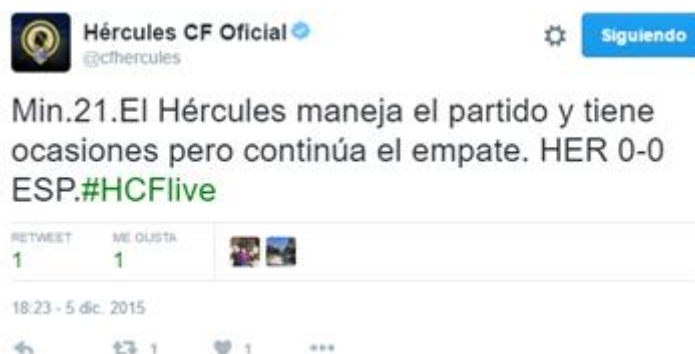 Hércules CF Oficial
@cfhercules
Siguiendo
Min.21.El Hércules maneja el partido y tiene
ocasiones pero continúa el empate. HER 0-0
ESP.#HCFlive
RETWEET ME GUSTA
1 1
18:23 - 5 dic. 2015
1 1